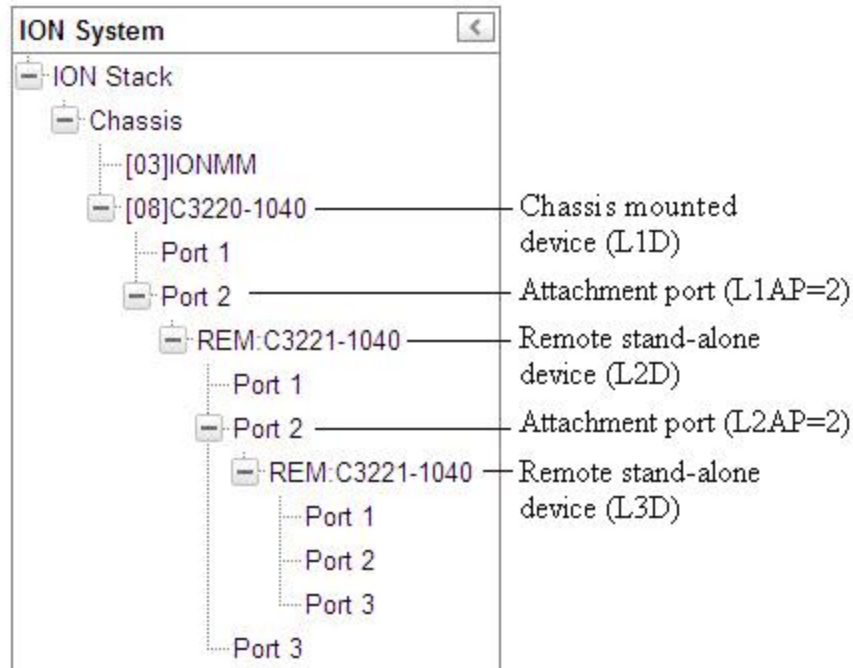 ION System
ION Stack
Chassis
[03]IONMM
[08]C3220-1040
Chassis mounted
device (L1D)
Port 1
Port 2
Attachment port (L1AP=2)
REM:C3221-1040
Remote stand-alone
device (L2D)
Port 1
Port 2
Attachment port (L2AP=2)
REM:C3221-1040
Remote stand-alone
device (L3D)
Port 1
Port 2
Port 3
Port 3